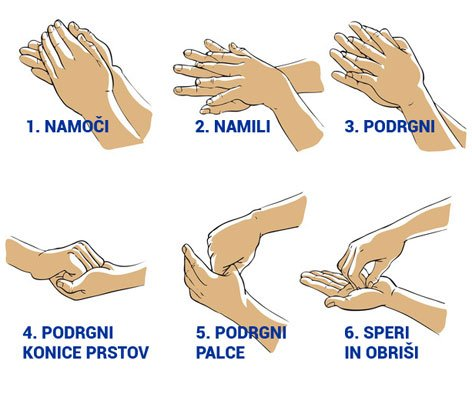 1. NAMOČI
2. NAMILI
3. PODRGNI
4. PODRGNI
KONICE PRSTOV
5. PODRGNI
PALCE
6. SPERI
IN OBRIŠI